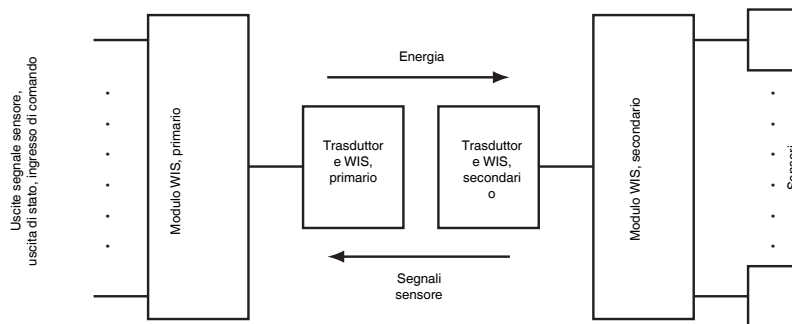 Uscite segnale sensore,
uscita di stato, ingresso di comando
Modulo WIS, primario
Energia
Trasduttor
e WIS,
primario
Trasduttor
e WIS,
secondari
o
Segnali
sensore
Modulo WIS, secondario
Sensori